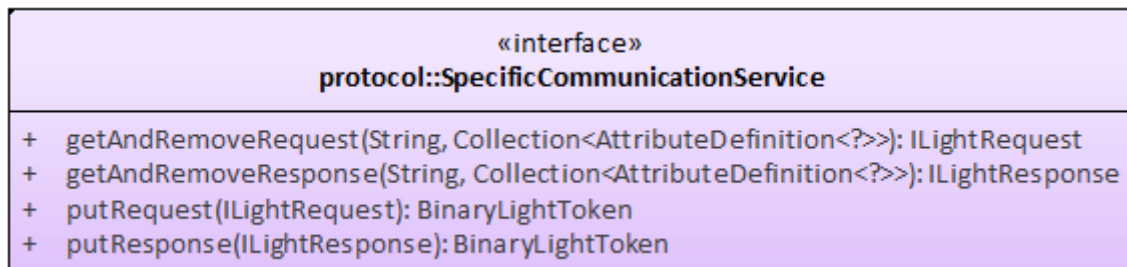 «interface»
protocol::SpecificCommunicationService
+ getAndRemoveRequest(String, Collection<AttributeDefinition<?>>): ILightRequest
+ getAndRemoveResponse(String, Collection<AttributeDefinition<?>>): ILightResponse
+ putRequest(ILightRequest): BinaryLightToken
+ putResponse(ILightResponse): BinaryLightToken